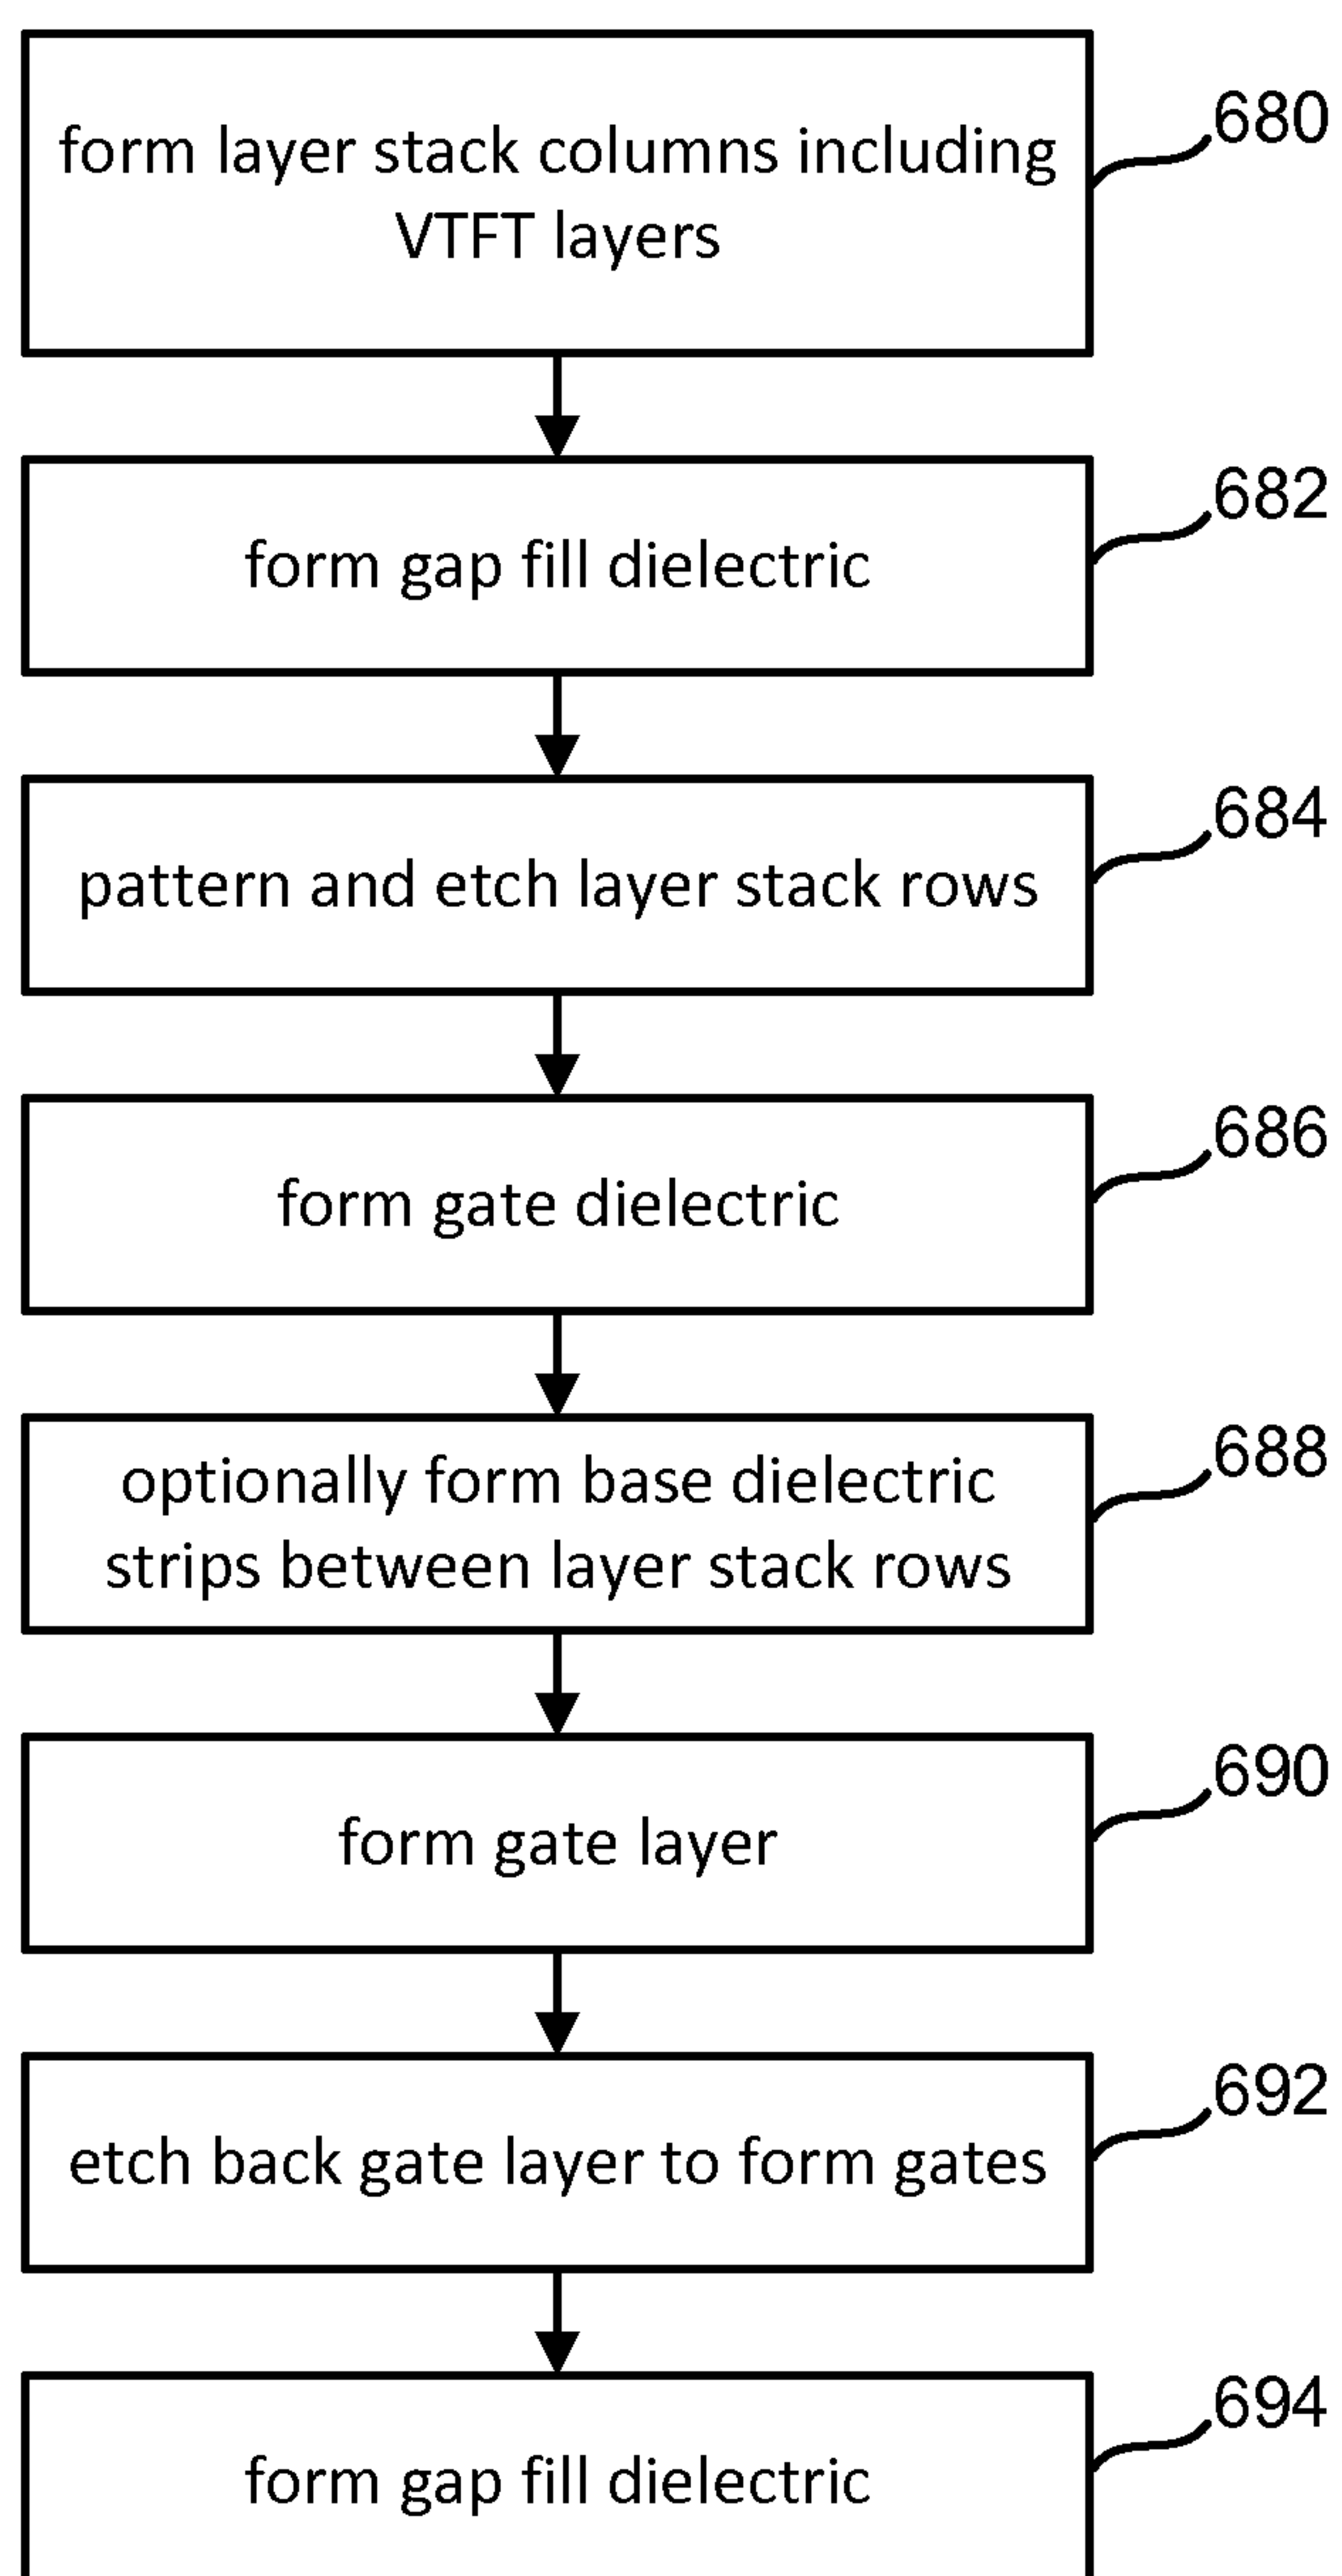 form layer stack columns including
VTFT layers
680
form gap fill dielectric
682
pattern and etch layer stack rows
684
form gate dielectric
686
optionally form base dielectric
strips between layer stack rows
688
form gate layer
690
etch back gate layer to form gates
692
form gap fill dielectric
694